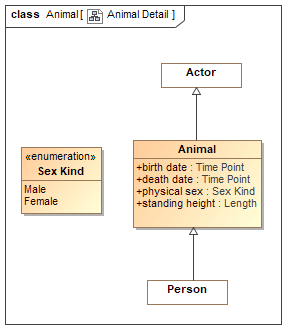 class Animal [ Animal Detail ]
Actor
«enumeration»
Sex Kind
Male
Female
Animal
+birth date : Time Point
+death date : Time Point
+physical sex : Sex Kind
+standing height : Length
Person